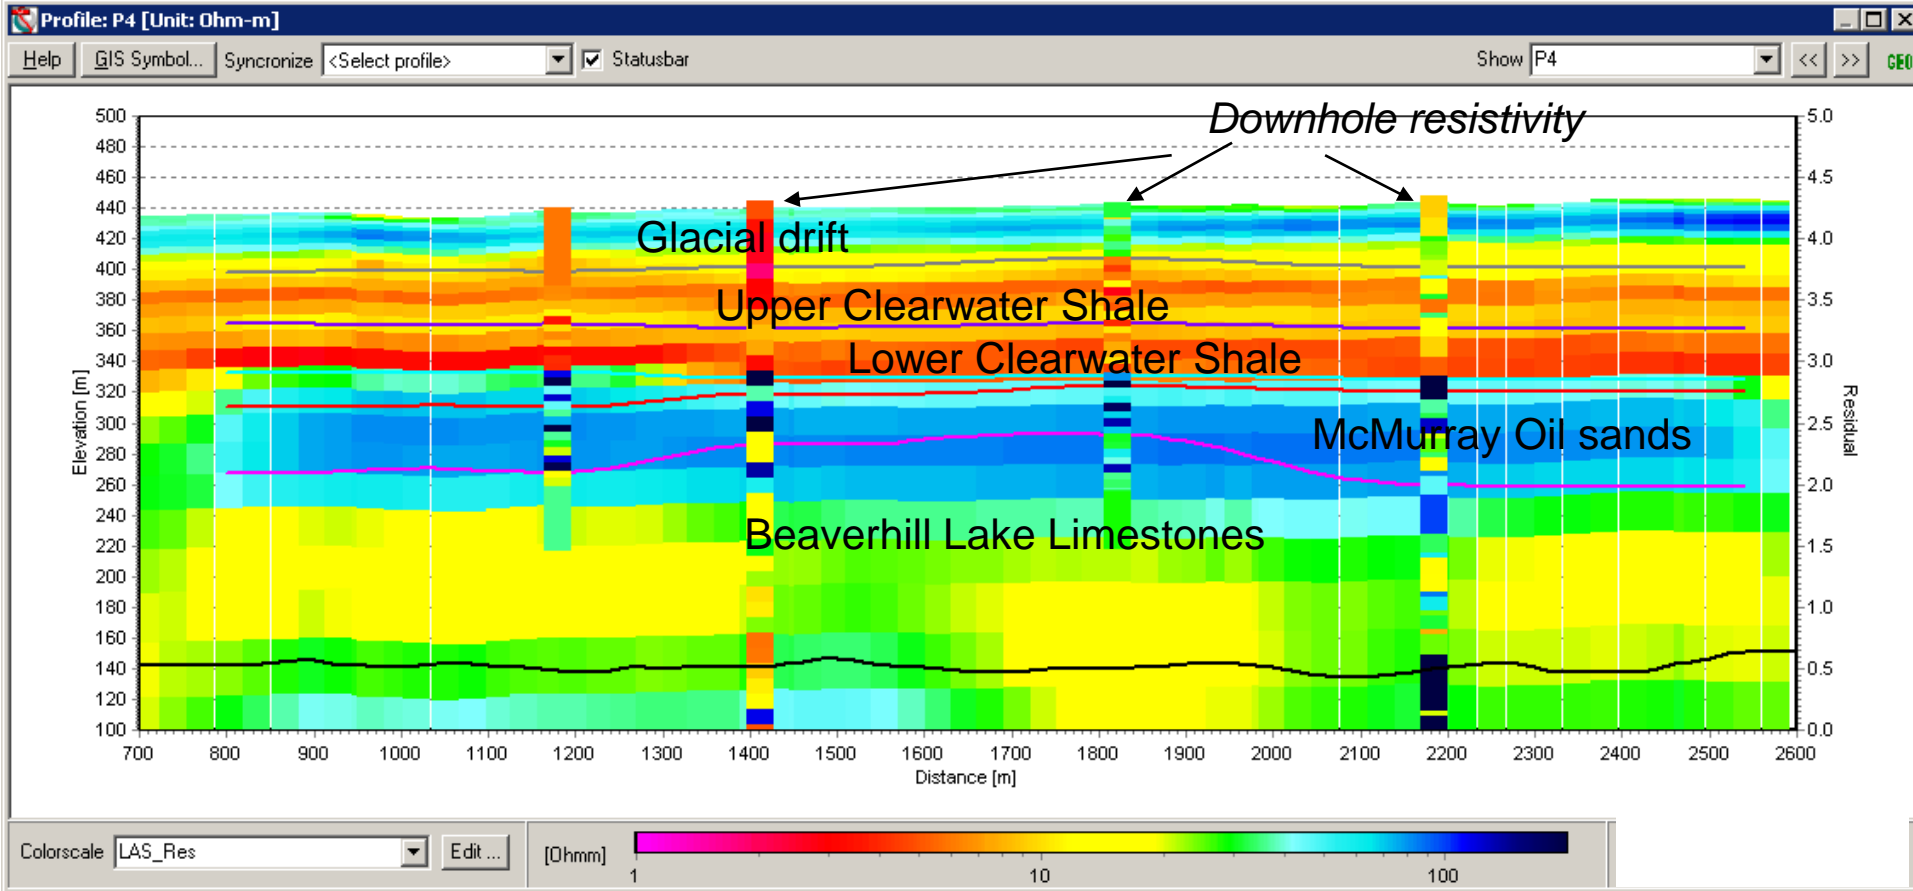 Profile: P4 [Unit: Ohm-m]
Help GIS Symbol... Syncronize <Select profile> Statusbar Show P4 << >> GEO
Downhole resistivity
500 5.0
480
460 4.5
440
Glacial drift
420 4.0
400
380 3.5
Upper Clearwater Shale
360
Lower Clearwater Shale
340 3.0
320
300 2.5
McMurray Oil sands
280
260 2.0
240
Beaverhill Lake Limestones
220 1.5
200
180 1.0
160
140 0.5
120
100 0.0
Elevation [m]
Residual
700 800 900 1000 1100 1200 1300 1400 1500 1600 1700 1800 1900 2000 2100 2200 2300 2400 2500 2600
Distance [m]
Colorscale LAS_Res Edit ... [Ohmm]
1 10 100